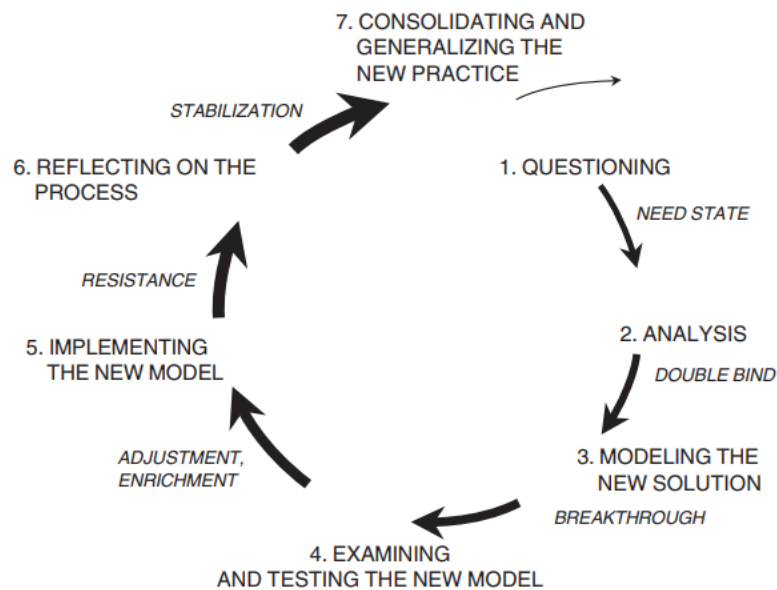 7. CONSOLIDATING AND
GENERALIZING THE
NEW PRACTICE
STABILIZATION
6. REFLECTING ON THE
PROCESS
1. QUESTIONING
NEED STATE
RESISTANCE
5. IMPLEMENTING
THE NEW MODEL
2. ANALYSIS
DOUBLE BIND
ADJUSTMENT,
ENRICHMENT
3. MODELING THE
NEW SOLUTION
BREAKTHROUGH
4. EXAMINING
AND TESTING THE NEW MODEL